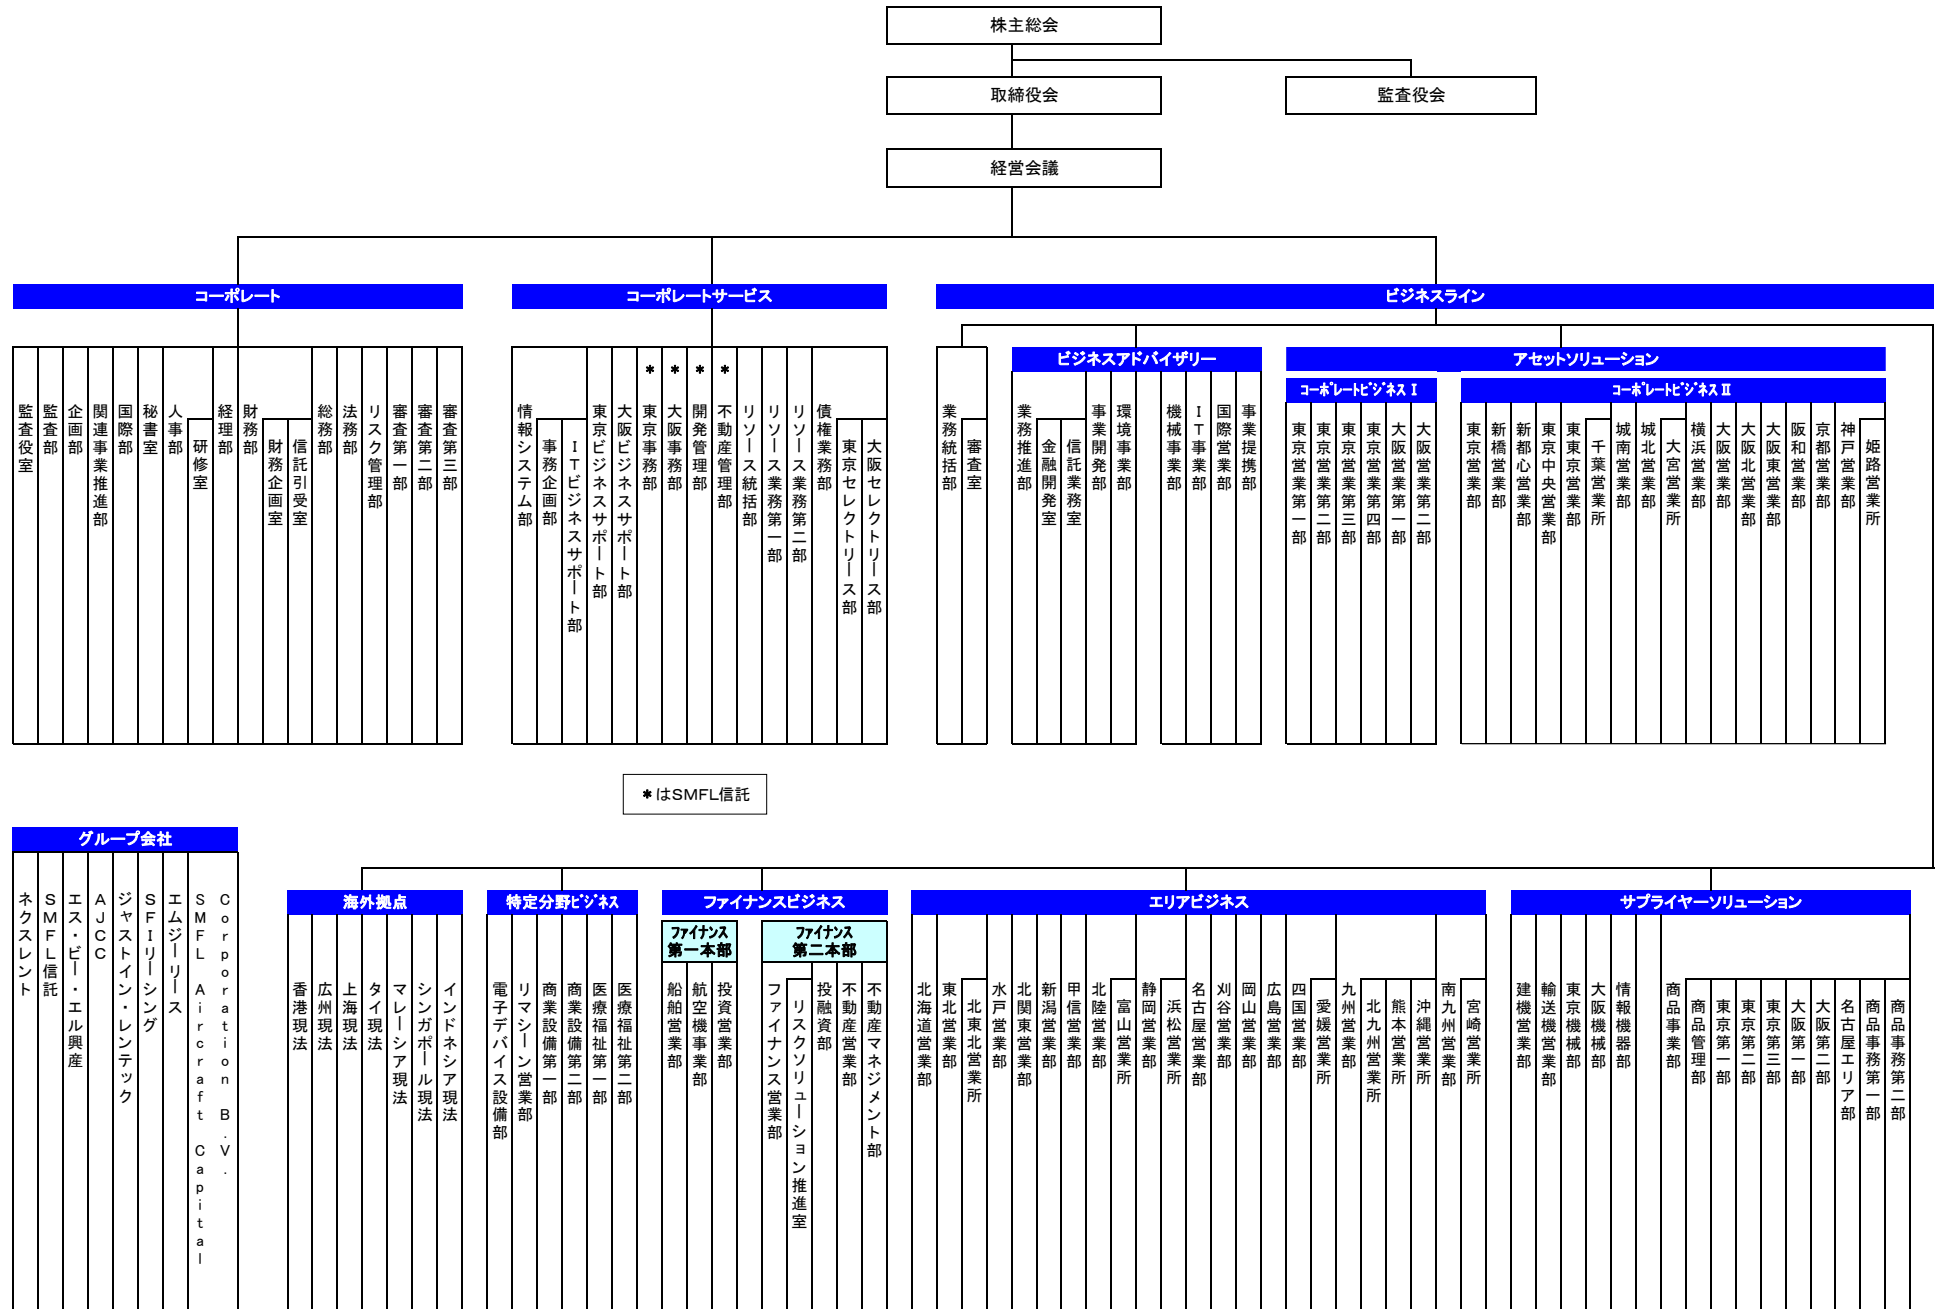 株主総会
取締役会
監査役会
経営会議
コーポレート
コーポレートサービス
ビジネスライン
監査役室
監査部
企画部
関連事業推進部
国際部
秘書室
人事部
研修室
経理部
財務部
財務企画室
信託引受室
総務部
法務部
リスク管理部
審査第一部
審査第二部
審査第三部
情報システム部
事務企画部
ITビジネスサポート部
東京ビジネスサポート部
大阪ビジネスサポート部
*東京事務部
*大阪事務部
*開発管理部
*不動産管理部
リソース統括部
リソース業務第一部
リソース業務第二部
債権業務部
東京セレクトリース部
大阪セレクトリース部
業務統括部
審査室
ビジネスアドバイザリー
業務推進部
金融開発室
信託業務室
事業開発部
環境事業部
機械事業部
IT事業部
国際営業部
事業提携部
アセットソリューション
コーポレートビジネス I
東京営業第一部
東京営業第二部
東京営業第三部
東京営業第四部
大阪営業第一部
大阪営業第二部
コーポレートビジネス II
東京営業部
新橋営業部
新都心営業部
東京中央営業部
東東京営業部
千葉営業所
城南営業部
城北営業部
大宮営業所
横浜営業部
大阪営業部
大阪北営業部
大阪東営業部
阪和営業部
京都営業部
神戸営業部
姫路営業所
*はSMFL信託
グループ会社
ネクスレント
SMFL信託
エス・ビー・エル興産
AJCC
ジャストイン・レンテック
SFIリーシング
エムジーリース
SMFL Aircraft Capital
Corporation B.V.
海外拠点
香港現法
広州現法
上海現法
タイ現法
マレーシア現法
シンガポール現法
インドネシア現法
特定分野ビジネス
電子デバイス設備部
リマシーン営業部
商業設備第一部
商業設備第二部
医療福祉第一部
医療福祉第二部
ファイナンスビジネス
ファイナンス
第一本部
船舶営業部
航空機事業部
投資営業部
ファイナンス
第二本部
ファイナンス営業部
リスクソリューション推進室
投融資部
不動産営業部
不動産マネジメント部
エリアビジネス
北海道営業部
東北営業部
北東北営業所
水戸営業部
北関東営業部
新潟営業部
甲信営業部
北陸営業部
富山営業所
静岡営業部
浜松営業所
名古屋営業部
刈谷営業部
岡山営業部
広島営業部
四国営業部
愛媛営業所
九州営業部
北九州営業所
熊本営業所
沖縄営業所
南九州営業部
宮崎営業所
サプライヤーソリューション
建機営業部
輸送機営業部
東京機械部
大阪機械部
情報機器部
商品事業部
商品管理部
東京第一部
東京第二部
東京第三部
大阪第一部
大阪第二部
名古屋エリア部
商品事務第一部
商品事務第二部